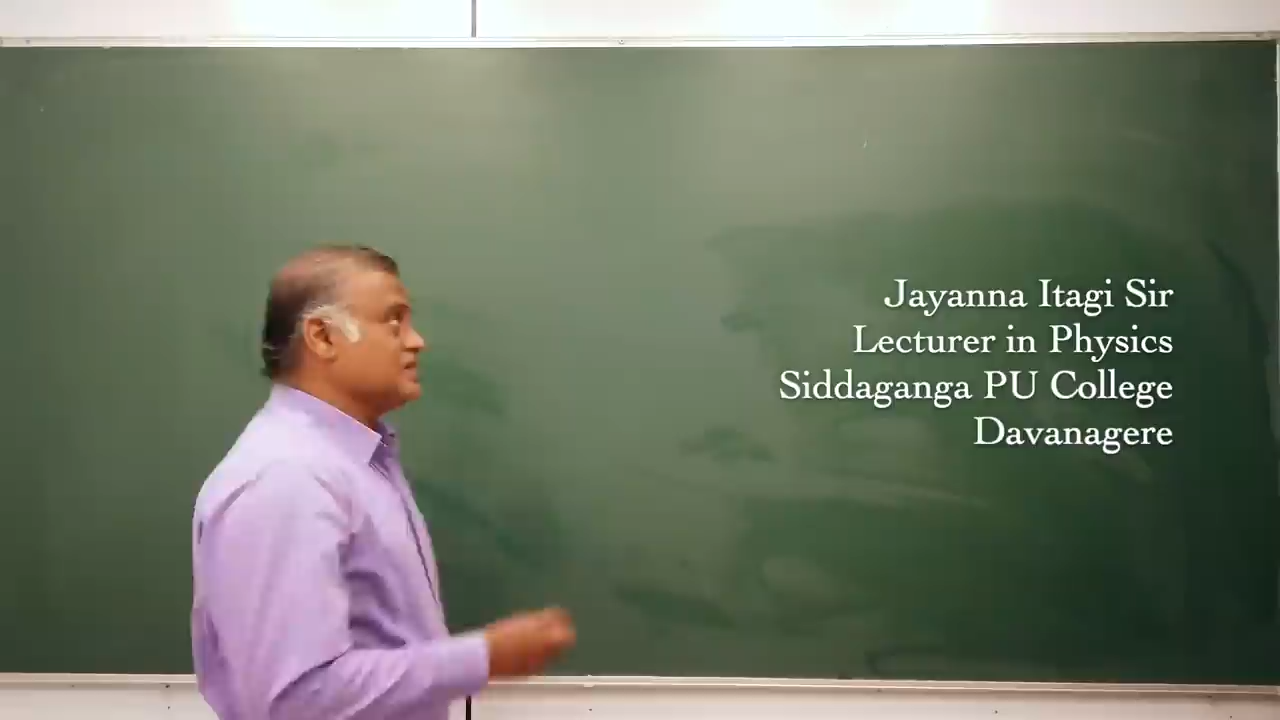 Jayanna Itagi Sir
Lecturer in Physics
Siddaganga PU College
Davanagere